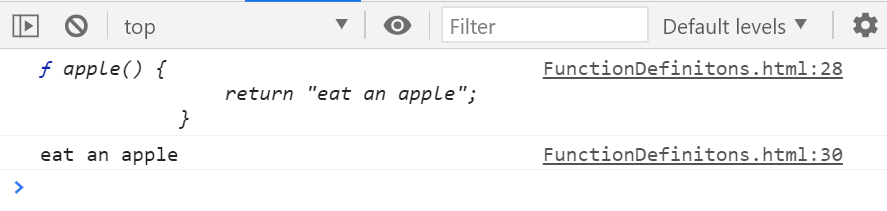 top Filter Default levels
ƒ apple() { FunctionDefinitons.html:28
return "eat an apple";
}
eat an apple FunctionDefinitons.html:30
>